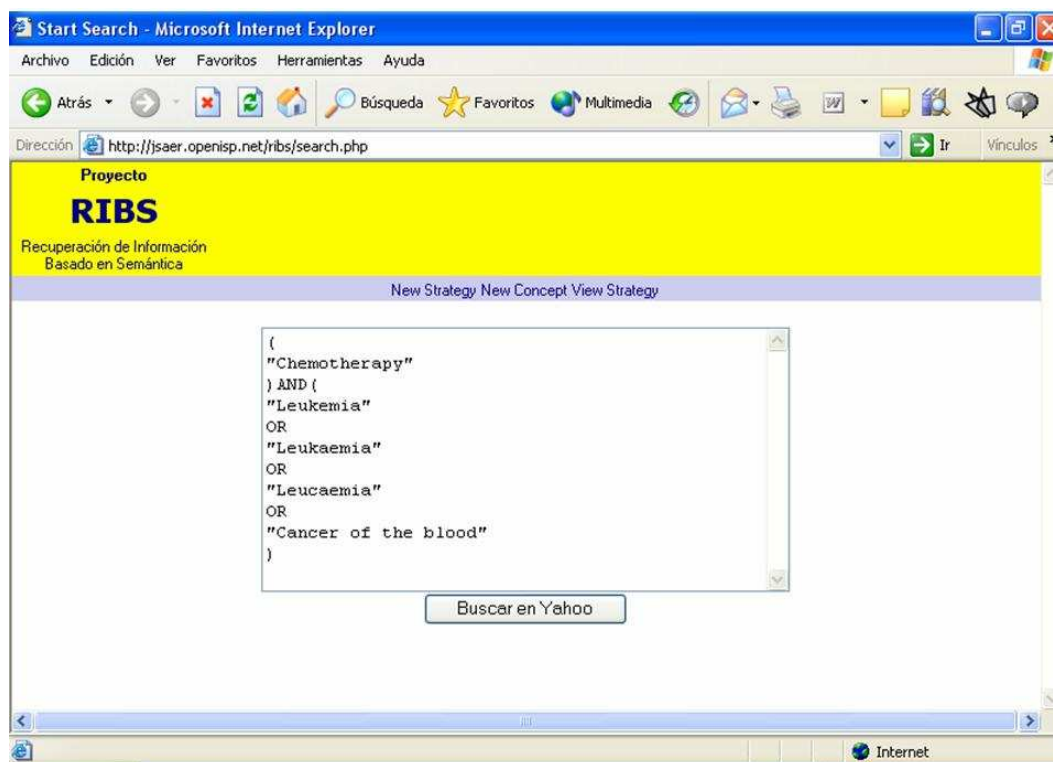 Start Search - Microsoft Internet Explorer
Archivo Edición Ver Favoritos Herramientas Ayuda
Atrás Búsqueda Favoritos Multimedia W
Dirección http://jsaer.openisp.net/ribs/search.php Ir Vínculos
Proyecto
RIBS
Recuperación de Información
Basado en Semántica
New Strategy New Concept View Strategy
(
"Chemotherapy"
)AND(
"Leukemia"
OR
"Leukaemia"
OR
"Leucaemia"
OR
"Cancer of the blood"
)
Buscar en Yahoo
Internet